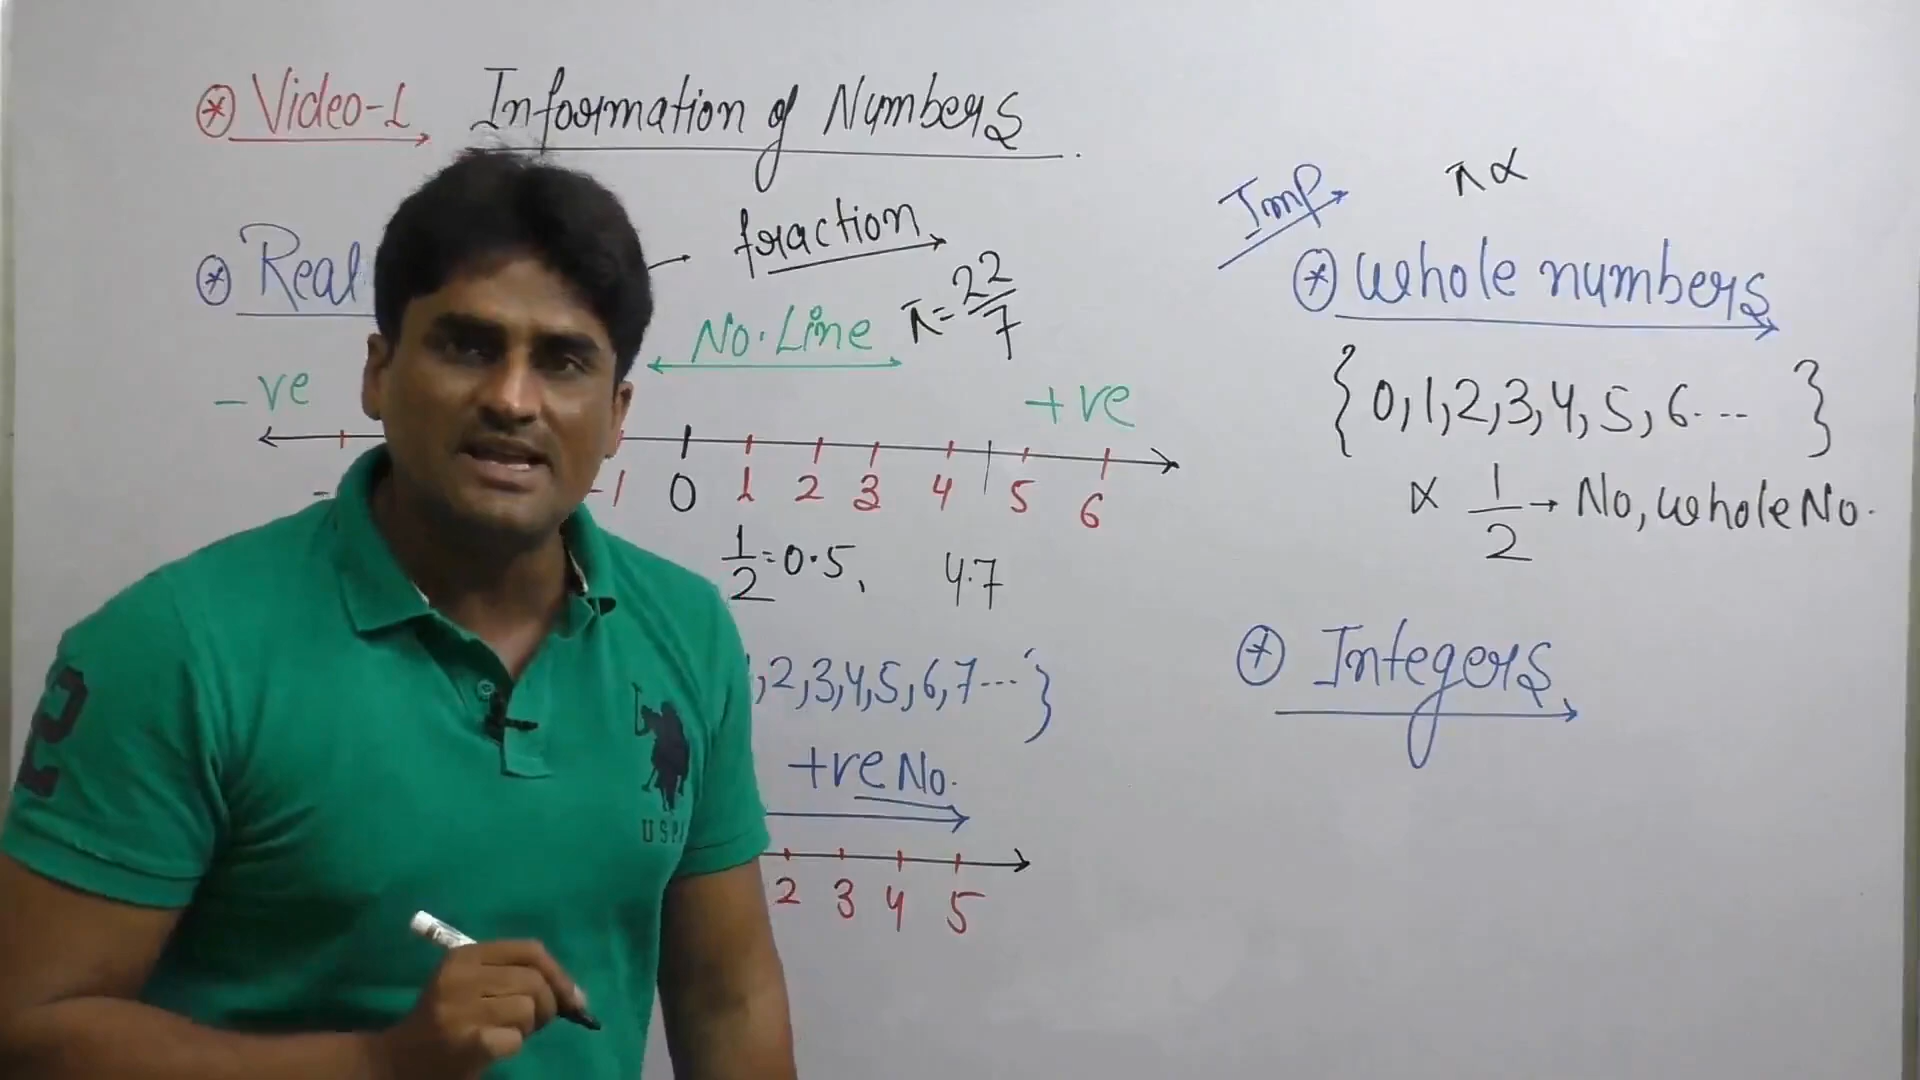 Video-1 Information of Numbers
Real
fraction
π = 22/7
No. Line
-ve
+ve
-1 0 1 2 3 4 5 6
1/2 = 0.5, 4.7
, 2, 3, 4, 5, 6, 7 ... }
+ve No.
2 3 4 5
Imp
π ∝
Whole numbers
{ 0, 1, 2, 3, 4, 5, 6 ... }
∝ 1/2 → No, whole No.
Integers
2
USP